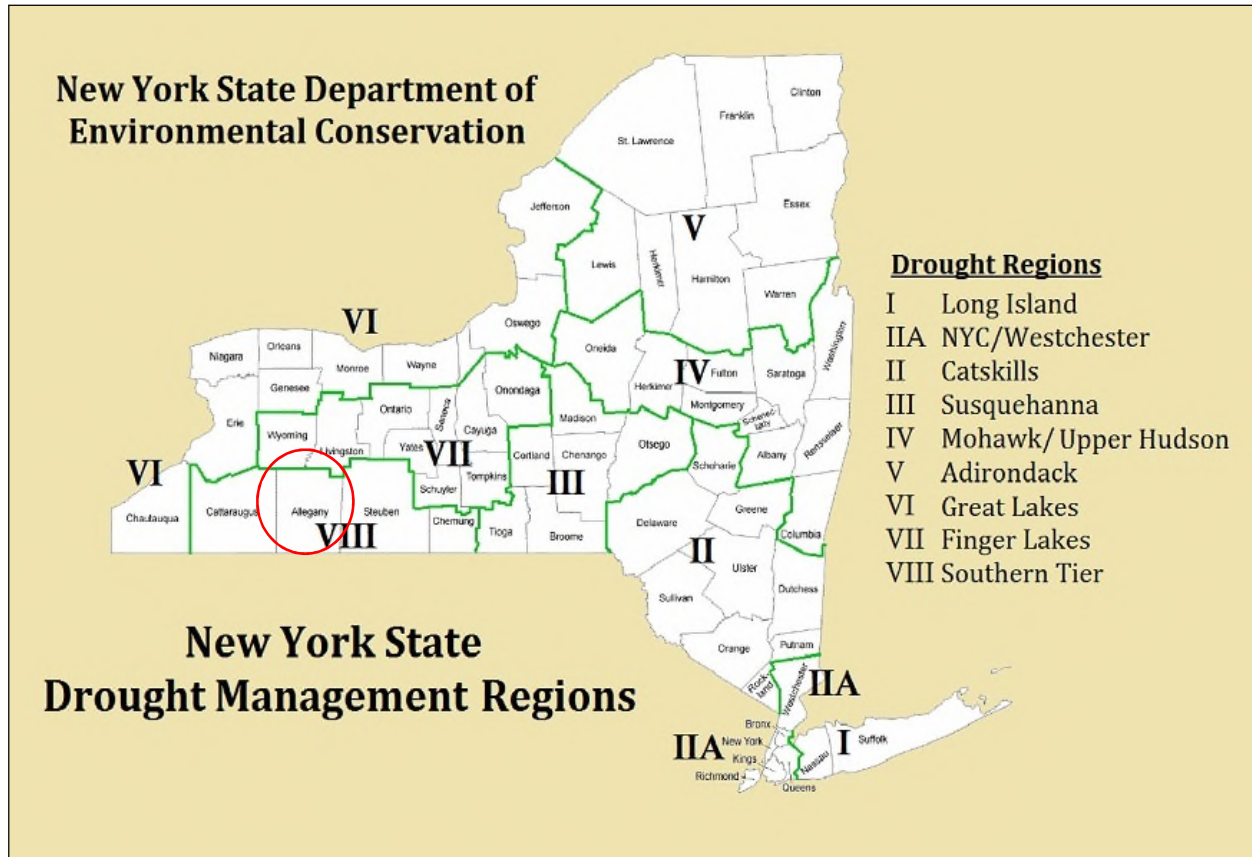 New York State Department of
Environmental Conservation
Clinton
Franklin
St. Lawrence
Essex
Jefferson
V
Lewis
Herkimer
Hamilton
Warren
Drought Regions
I Long Island
IIA NYC/Westchester
II Catskills
III Susquehanna
IV Mohawk/Upper Hudson
V Adirondack
VI Great Lakes
VII Finger Lakes
VIII Southern Tier
VI
Oswego
Oneida
Washington
Niagara
Orleans
Monroe
Wayne
Herkimer
IV
Fulton
Saratoga
Genesee
Onondaga
Montgomery
Erie
Ontario
Seneca
Cayuga
Madison
Schenec-
tady
Wyoming
Livingston
Yates
VII
Otsego
Rensselaer
Cortland
Chenango
Schoharie
Albany
VI
Tompkins
III
Schuyler
Chautauqua
Cattaraugus
Allegany
Steuben
VIII
Chemung
Tioga
Broome
Delaware
Greene
Columbia
II
Ulster
Sullivan
Dutchess
New York State
Drought Management Regions
Orange
Putnam
Rock-
land
Westchester
IIA
Bronx
New York
IIA
Kings
Richmond
Queens
Nassau
I
Suffolk